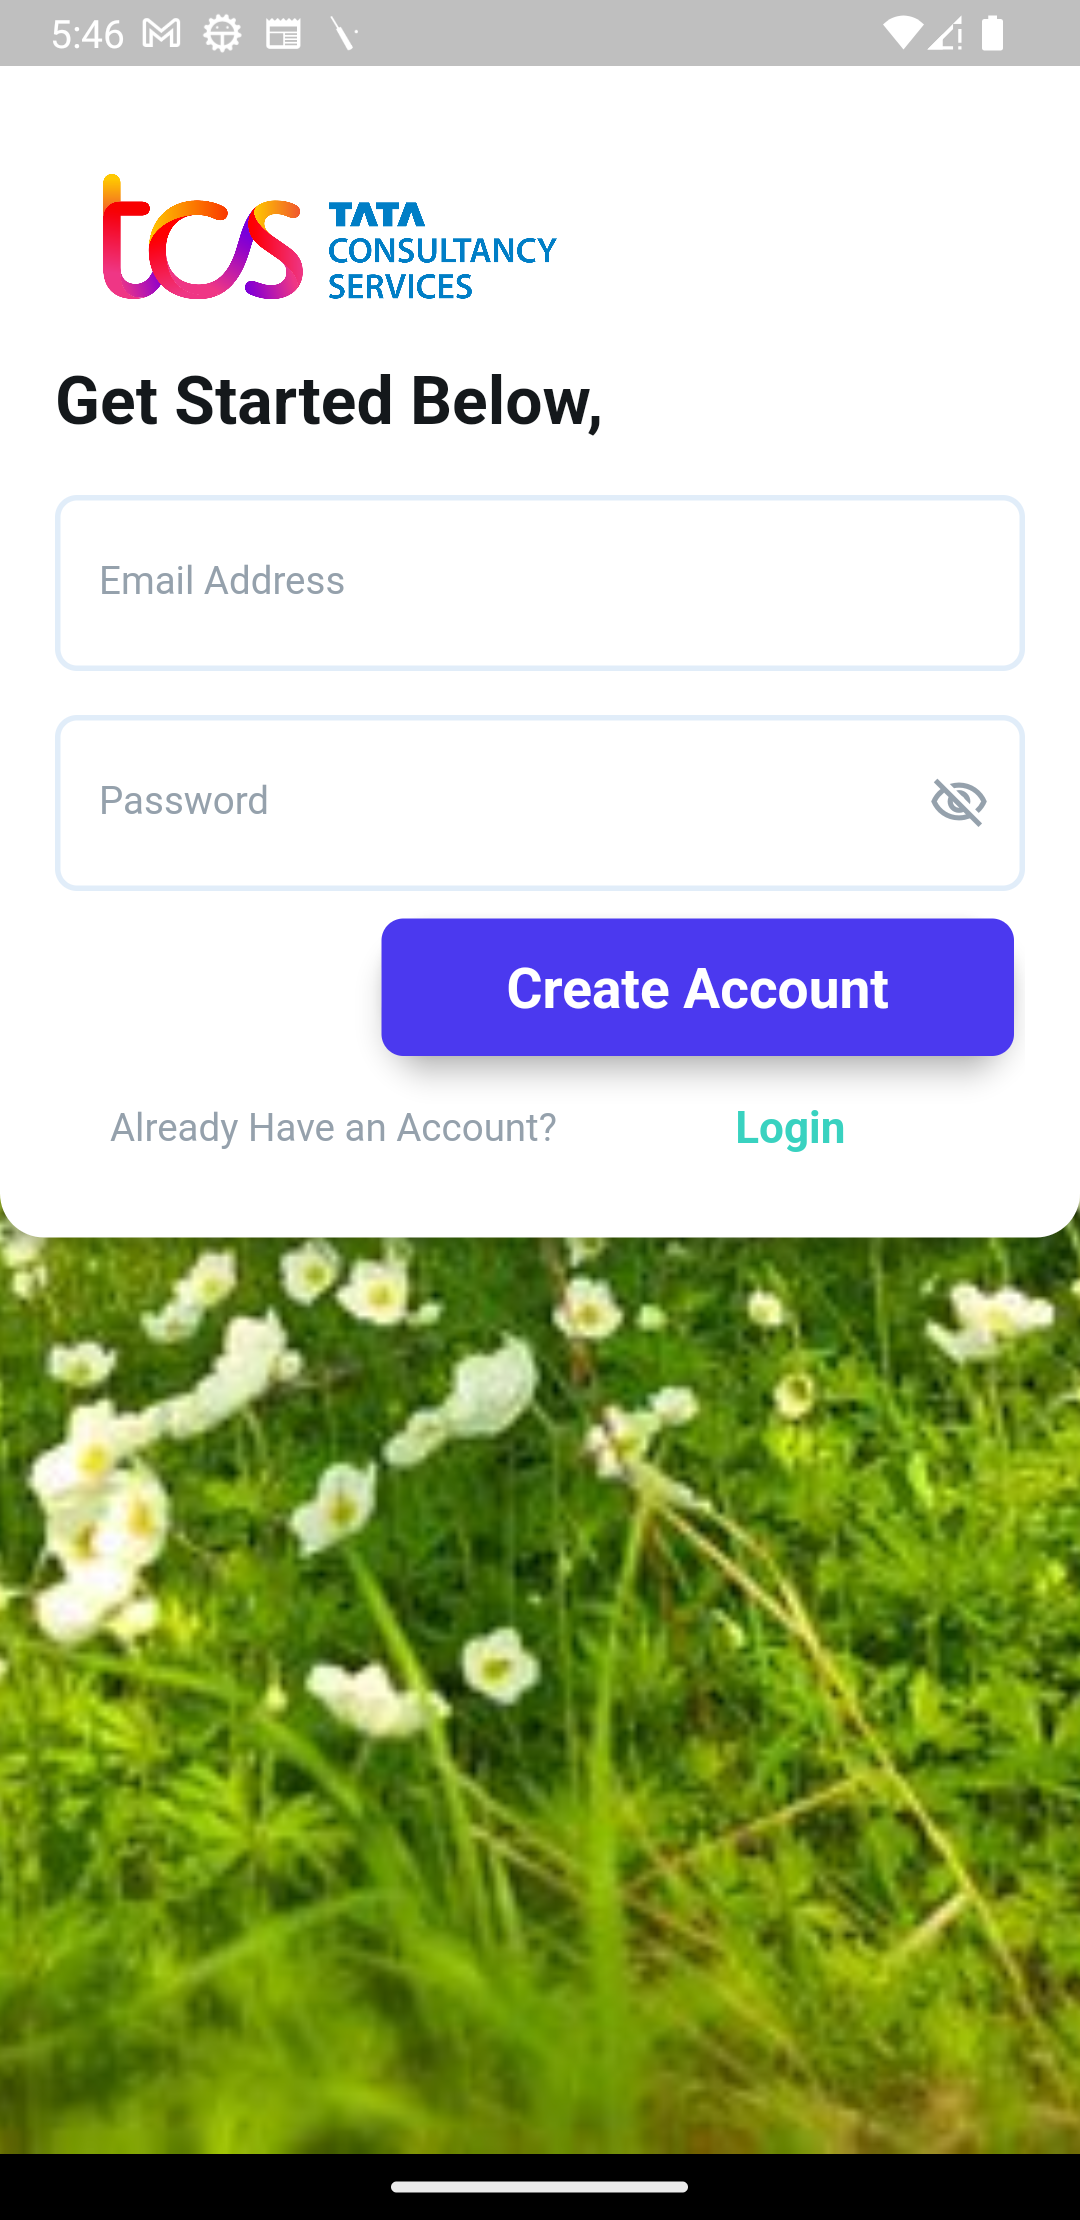 5:46
tcs
TATA
CONSULTANCY
SERVICES
Get Started Below,
Email Address
Password
Create Account
Already Have an Account?
Login